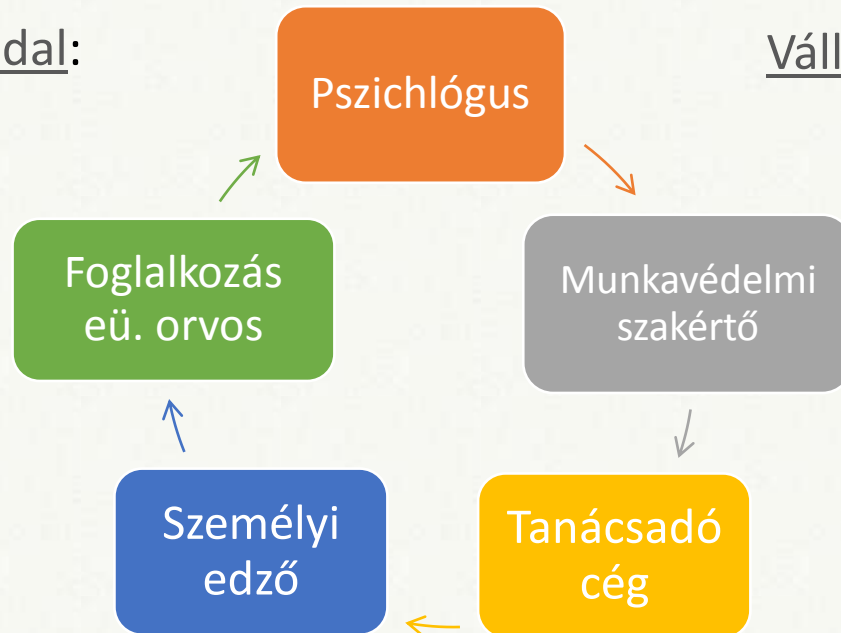 dal:
Váll
Pszichlógus
Foglalkozás
eü. orvos
Munkavédelmi
szakértő
Személyi
edző
Tanácsadó
cég